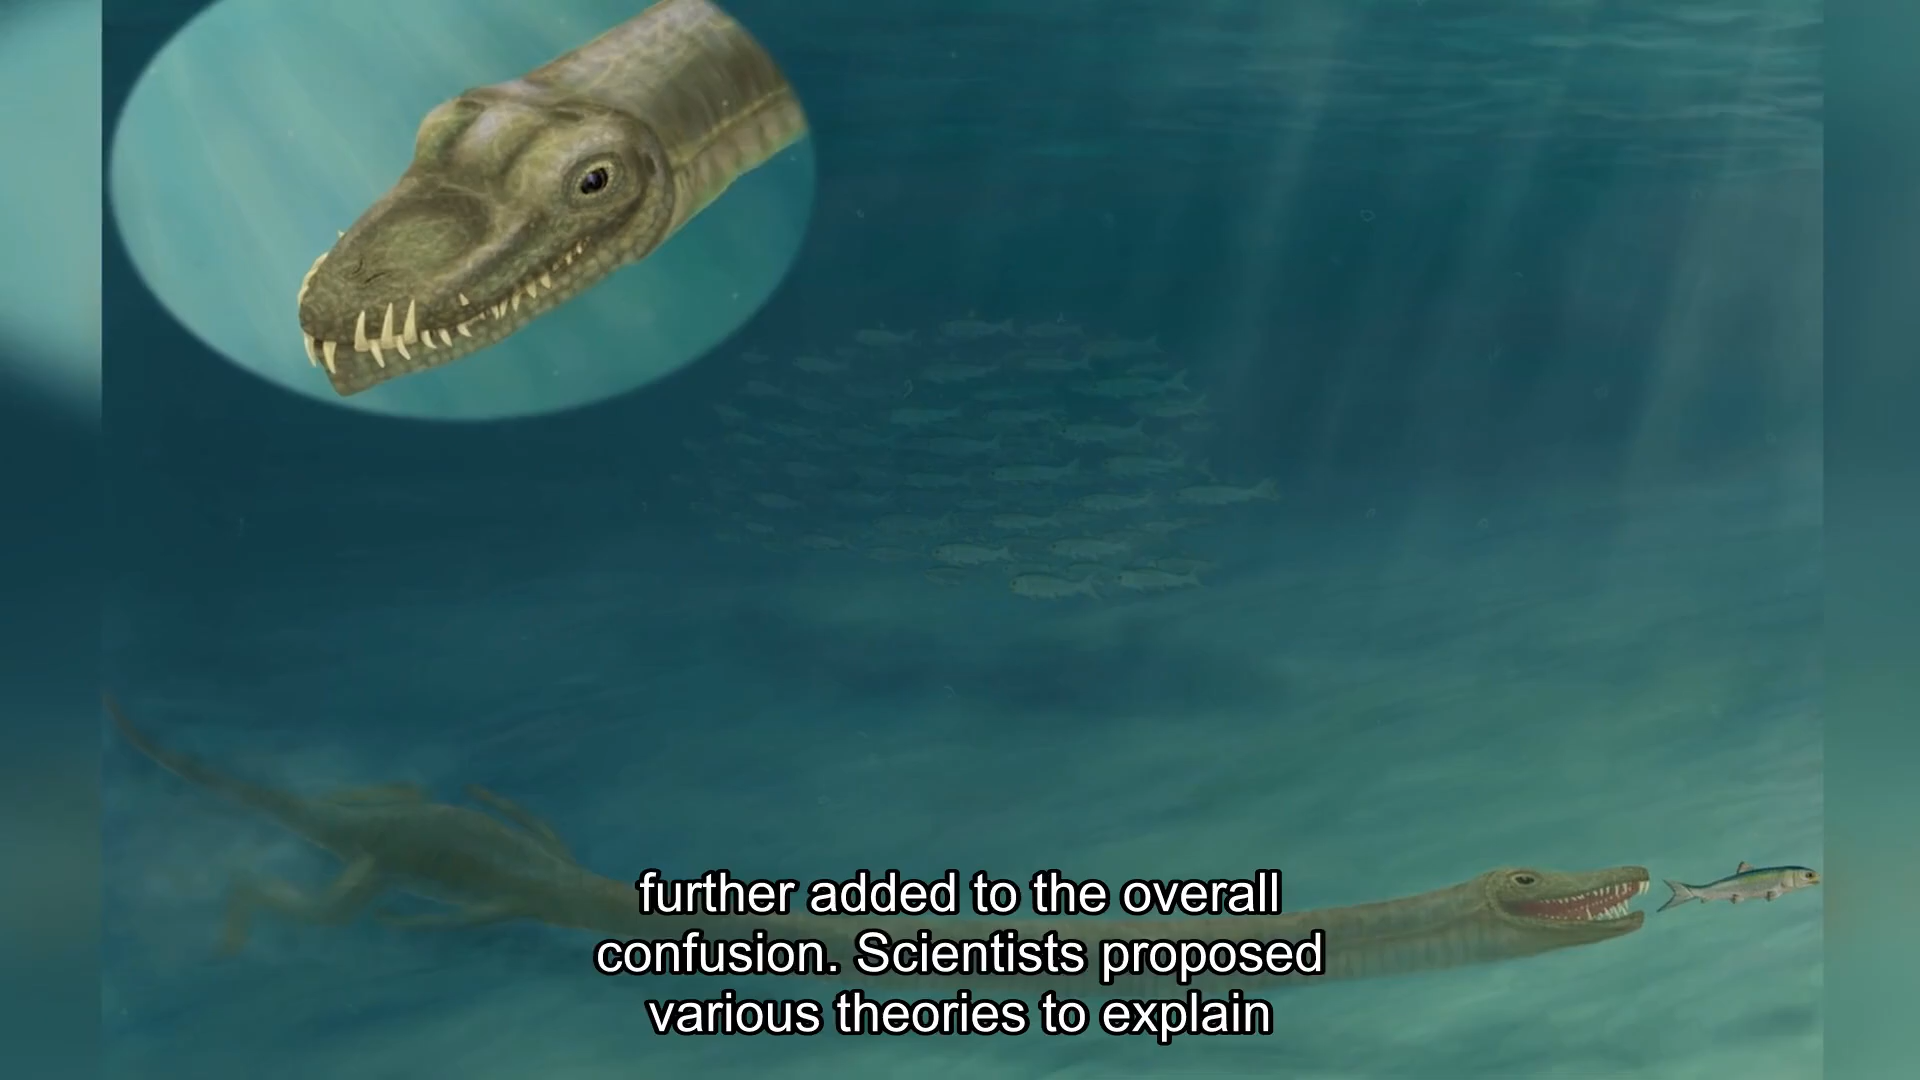 further added to the overall
confusion. Scientists proposed
various theories to explain